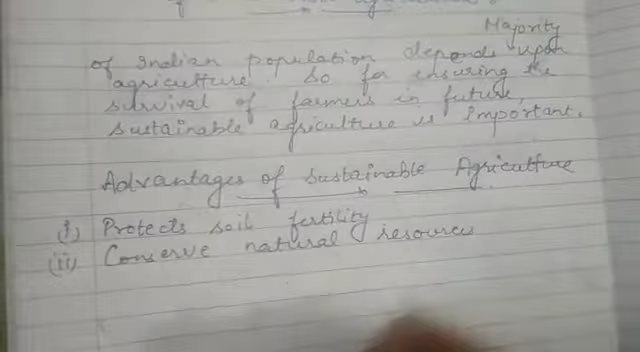 Majority
of Indian population depends upon
agriculture. So for ensuring the
survival of farmers in future,
sustainable agriculture is important.
Advantages of sustainable Agriculture
(i) Protects soil fertility
(ii) Conserve natural resources